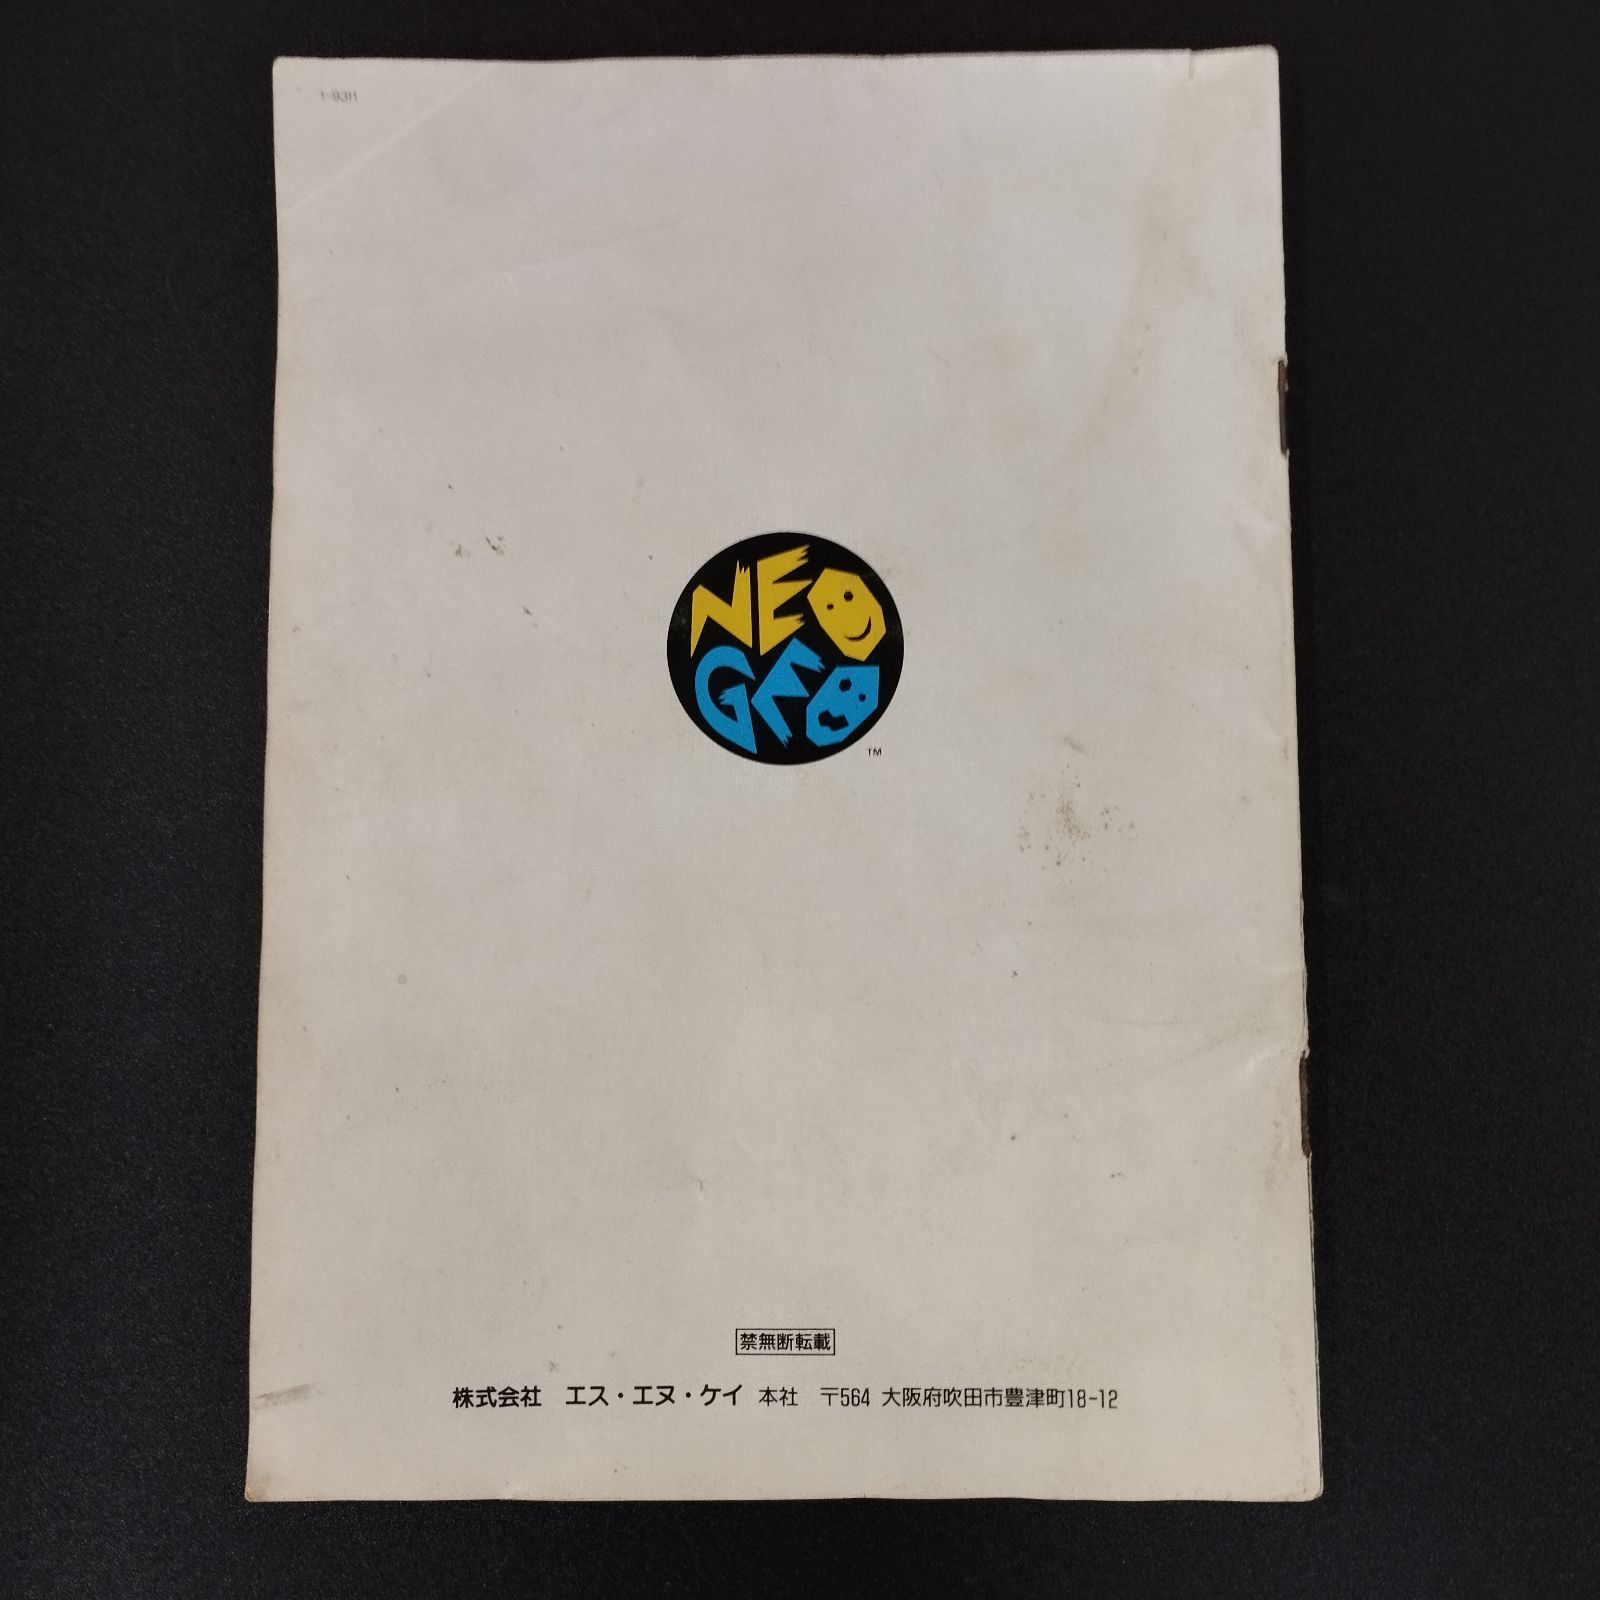 1-9311
NEO
GEO
TM
禁無断転載
株式会社 エス・エヌ・ケイ 本社 〒564 大阪府吹田市豊津町18-12